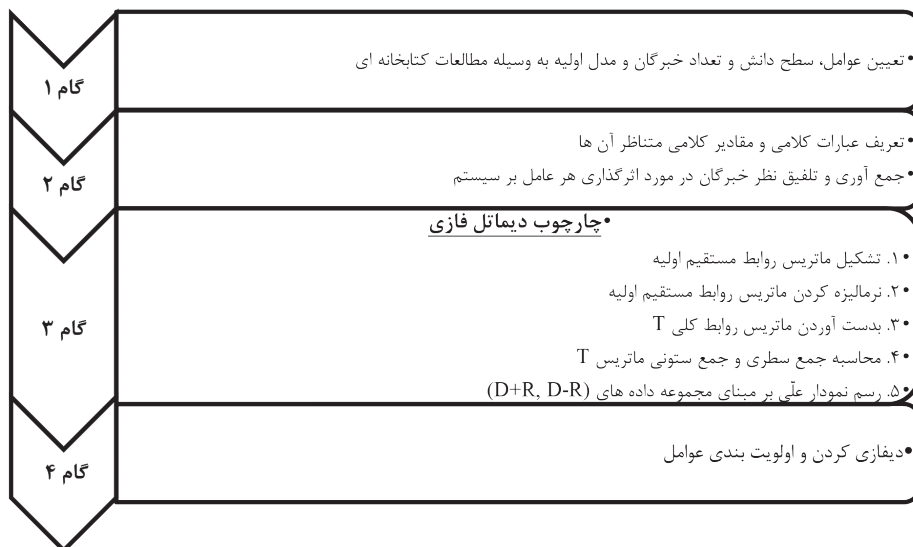 گام ۱
•تعیین عوامل، سطح دانش و تعداد خبرگان و مدل اولیه به وسیله مطالعات کتابخانه ای
گام ۲
•تعریف عبارات کلامی و مقادیر کلامی متناظر آن ها
•جمع آوری و تلفیق نظر خبرگان در مورد اثرگذاری هر عامل بر سیستم
گام ۳
•چارچوب دیماتل فازی
•۱. تشکیل ماتریس روابط مستقیم اولیه
•۲. نرمالیزه کردن ماتریس روابط مستقیم اولیه
•۳. بدست آوردن ماتریس روابط کلی T
•۴. محاسبه جمع سطری و جمع ستونی ماتریس T
•۵. رسم نمودار علّی بر مبنای مجموعه داده های (D+R, D-R)
گام ۴
•دیفازی کردن و اولویت بندی عوامل